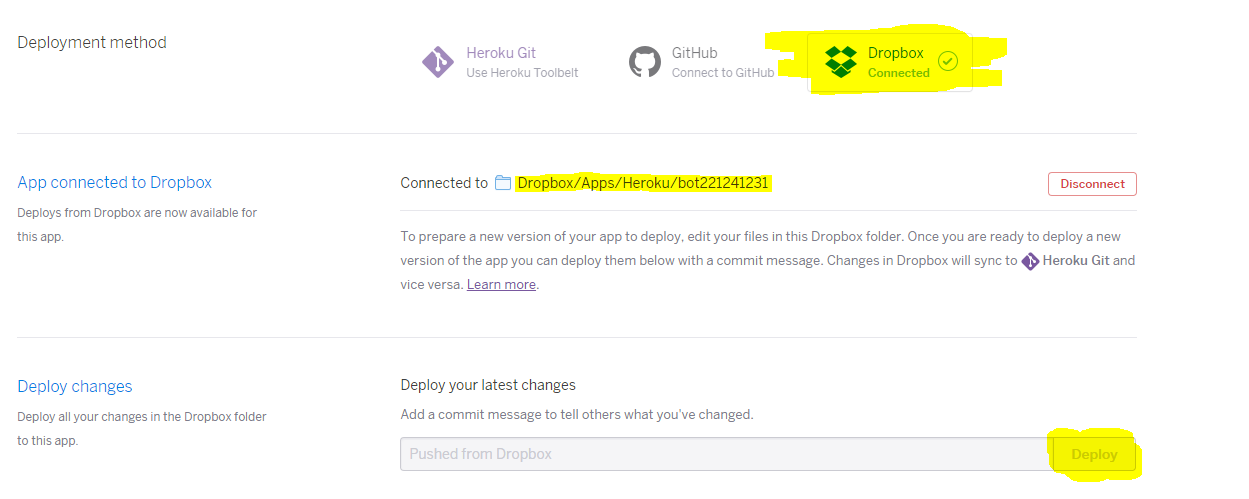 Deployment method
Heroku Git
Use Heroku Toolbelt
GitHub
Connect to GitHub
Dropbox
Connected
App connected to Dropbox
Deploys from Dropbox are now available for
this app.
Connected to Dropbox/Apps/Heroku/bot221241231
Disconnect
To prepare a new version of your app to deploy, edit your files in this Dropbox folder. Once you are ready to deploy a new
version of the app you can deploy them below with a commit message. Changes in Dropbox will sync to Heroku Git and
vice versa. Learn more.
Deploy changes
Deploy all your changes in the Dropbox folder
to this app.
Deploy your latest changes
Add a commit message to tell others what you've changed.
Pushed from Dropbox
Deploy